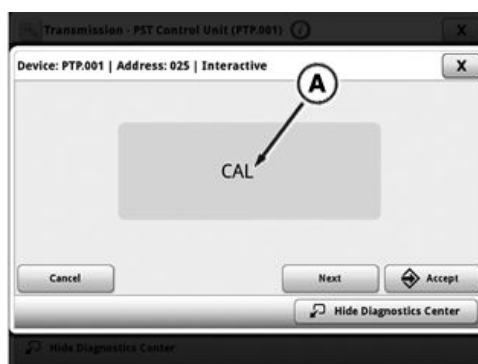 Transmission - PST Control Unit (PTP.001) i X
Device: PTP.001 | Address: 025 | Interactive X
A
CAL
Cancel Next Accept
Hide Diagnostics Center
Hide Diagnostics Center